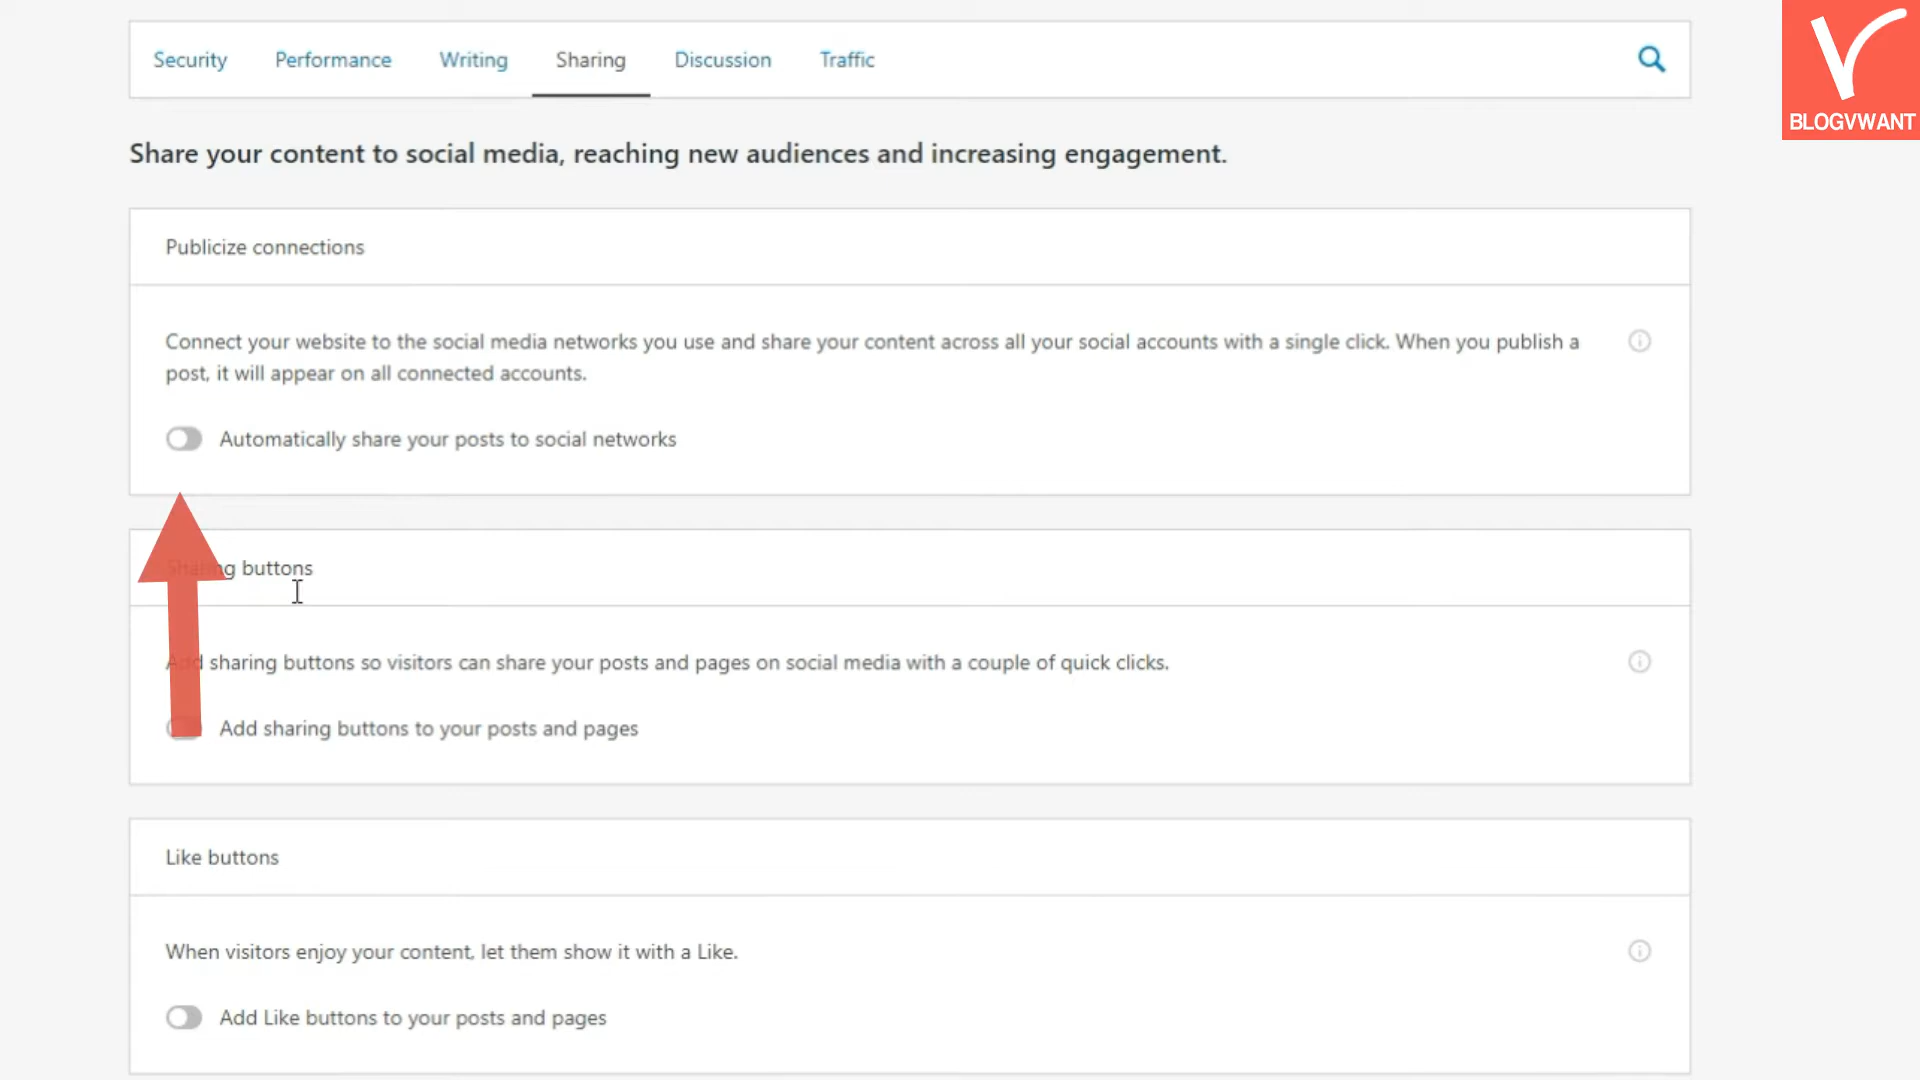 Security Performance Writing Sharing Discussion Traffic
BLOGVWANT
Share your content to social media, reaching new audiences and increasing engagement.
Publicize connections
Connect your website to the social media networks you use and share your content across all your social accounts with a single click. When you publish a
post, it will appear on all connected accounts.
Automatically share your posts to social networks
Sharing buttons
Add sharing buttons so visitors can share your posts and pages on social media with a couple of quick clicks.
Add sharing buttons to your posts and pages
Like buttons
When visitors enjoy your content, let them show it with a Like.
Add Like buttons to your posts and pages